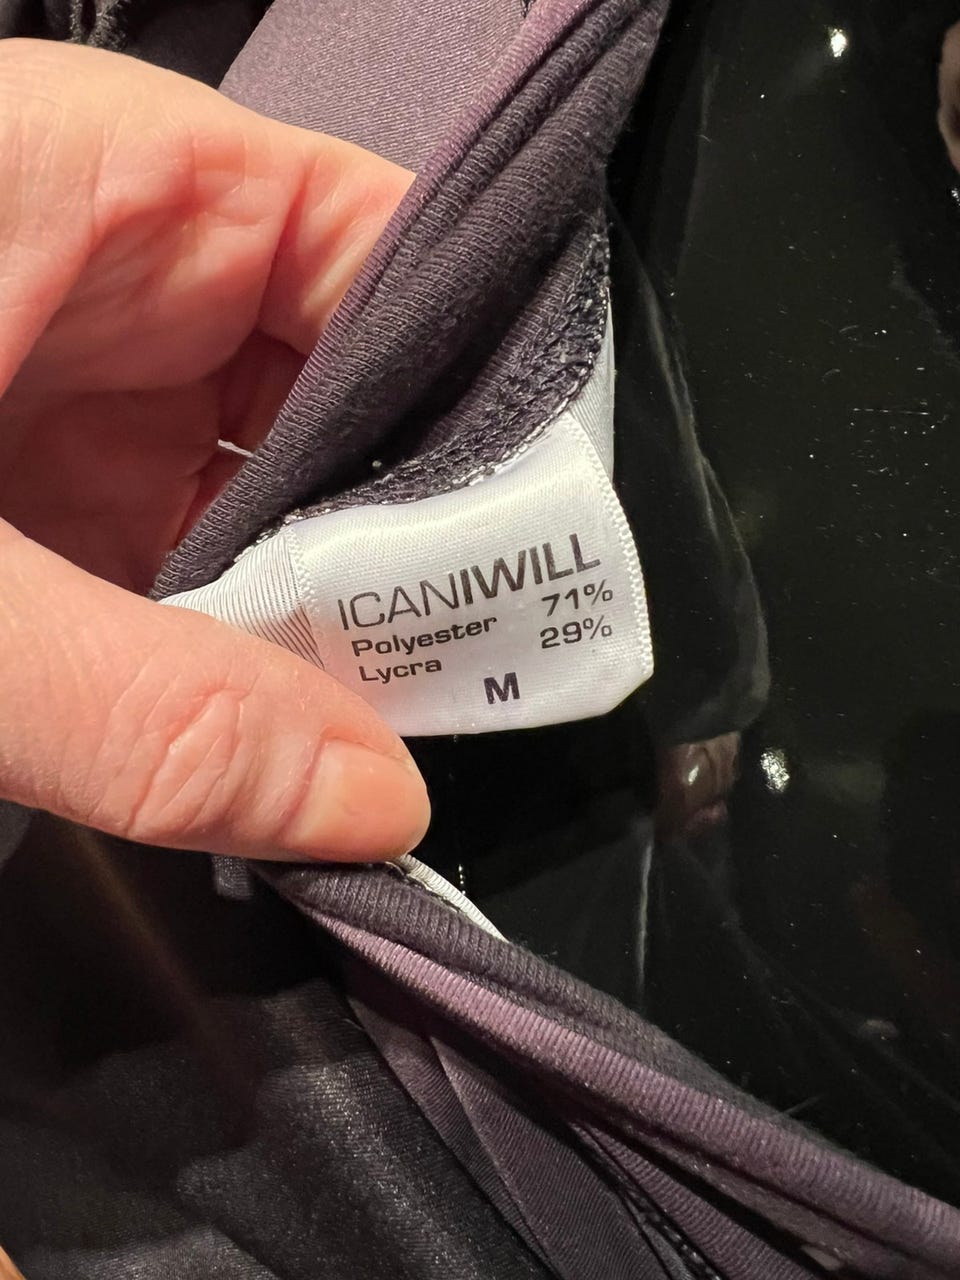 ICANIWILL
Polyester 71%
Lycra 29%
M